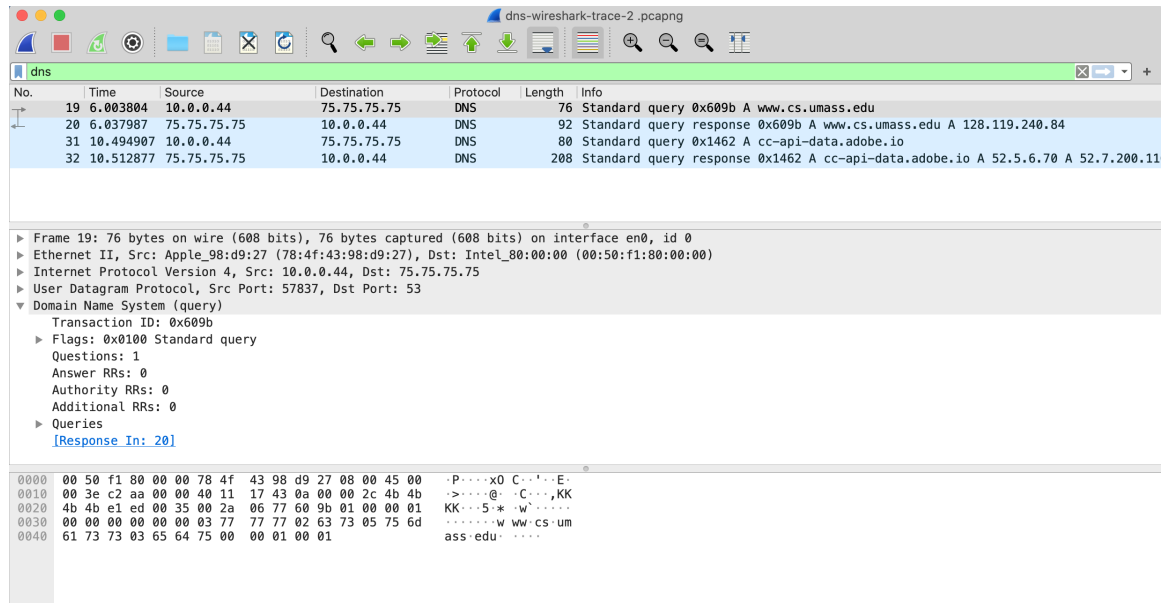 dns-wireshark-trace-2 .pcapng
dns
No. Time Source Destination Protocol Length Info
19 6.003804 10.0.0.44 75.75.75.75 DNS 76 Standard query 0x609b A www.cs.umass.edu
20 6.037987 75.75.75.75 10.0.0.44 DNS 92 Standard query response 0x609b A www.cs.umass.edu A 128.119.240.84
31 10.494907 10.0.0.44 75.75.75.75 DNS 80 Standard query 0x1462 A cc-api-data.adobe.io
32 10.512877 75.75.75.75 10.0.0.44 DNS 208 Standard query response 0x1462 A cc-api-data.adobe.io A 52.5.6.70 A 52.7.200.11
Frame 19: 76 bytes on wire (608 bits), 76 bytes captured (608 bits) on interface en0, id 0
Ethernet II, Src: Apple_98:d9:27 (78:4f:43:98:d9:27), Dst: Intel_80:00:00 (00:50:f1:80:00:00)
Internet Protocol Version 4, Src: 10.0.0.44, Dst: 75.75.75.75
User Datagram Protocol, Src Port: 57837, Dst Port: 53
Domain Name System (query)
Transaction ID: 0x609b
Flags: 0x0100 Standard query
Questions: 1
Answer RRs: 0
Authority RRs: 0
Additional RRs: 0
Queries
[Response In: 20]
0000 00 50 f1 80 00 00 78 4f 43 98 d9 27 08 00 45 00 ·P····xO C··'··E·
0010 00 3e c2 aa 00 00 40 11 17 43 0a 00 00 2c 4b 4b ·>····@· ·C···,KK
0020 4b 4b e1 ed 00 35 00 2a 06 77 60 9b 01 00 00 01 KK···5·* ·w`·····
0030 00 00 00 00 00 00 03 77 77 77 02 63 73 05 75 6d ·······w ww·cs·um
0040 61 73 73 03 65 64 75 00 00 01 00 01 ass·edu· ····